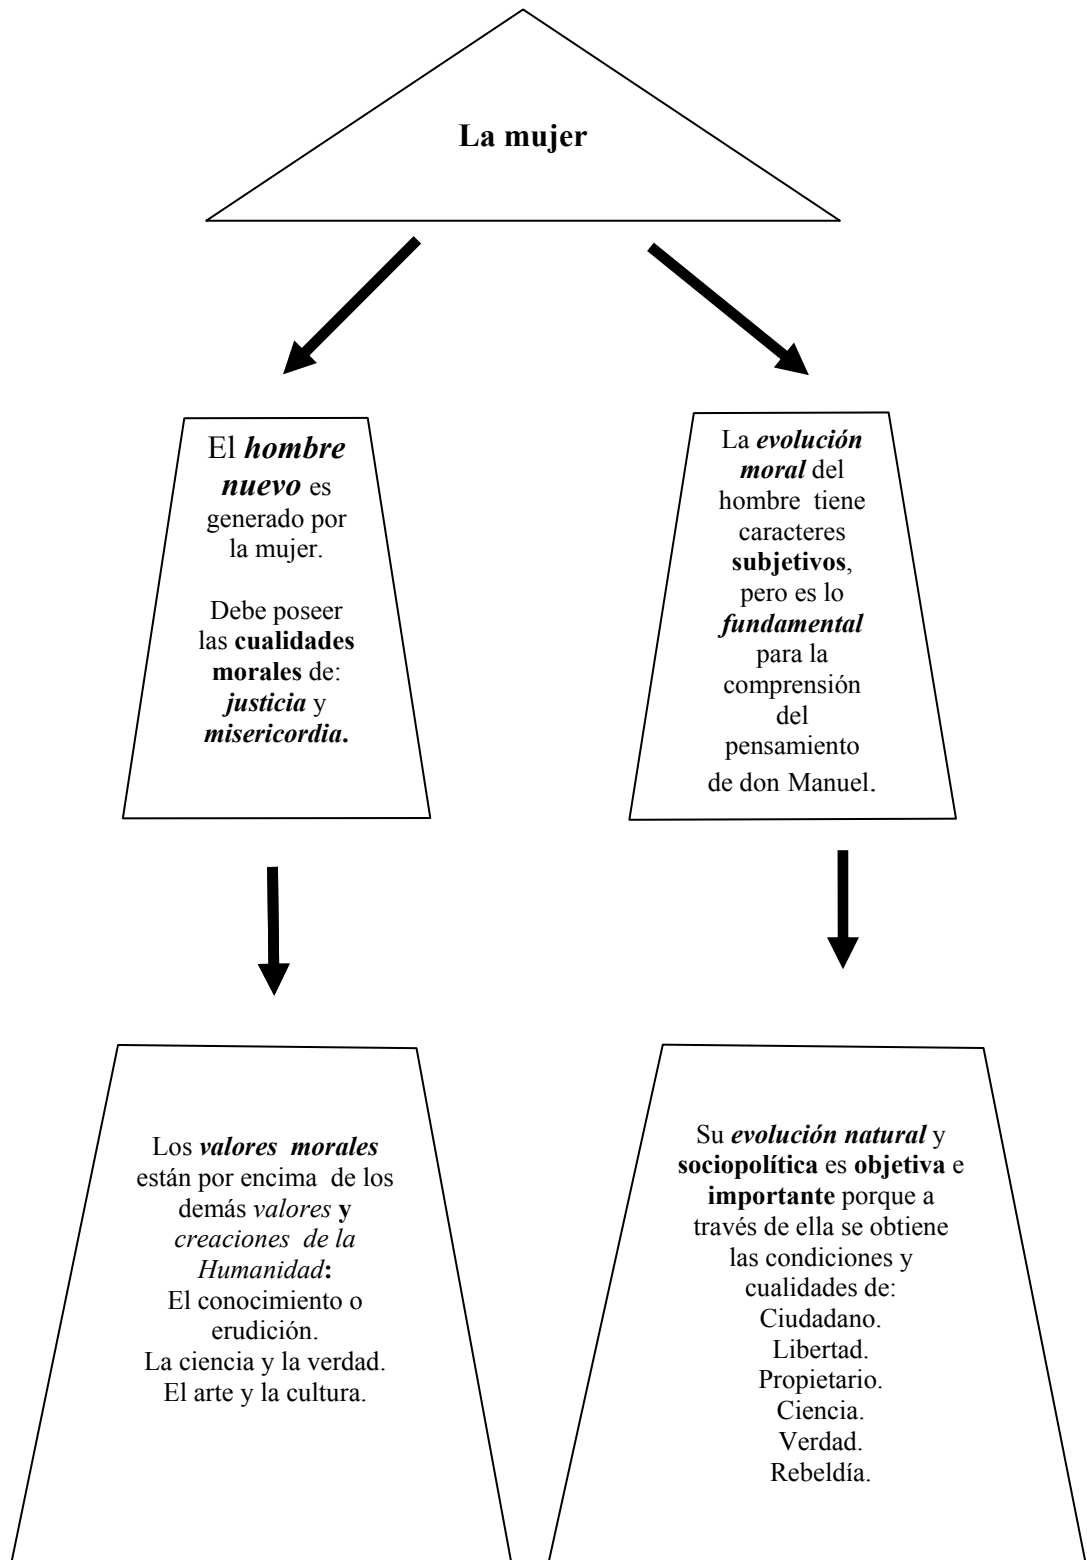 La mujer
El hombre
nuevo es
generado por
la mujer.
Debe poseer
las cualidades
morales de:
justicia y
misericordia.
La evolución
moral del
hombre tiene
caracteres
subjetivos,
pero es lo
fundamental
para la
comprensión
del
pensamiento
de don Manuel.
Los valores morales
están por encima de los
demás valores y
creaciones de la
Humanidad:
El conocimiento o
erudición.
La ciencia y la verdad.
El arte y la cultura.
Su evolución natural y
sociopolítica es objetiva e
importante porque a
través de ella se obtiene
las condiciones y
cualidades de:
Ciudadano.
Libertad.
Propietario.
Ciencia.
Verdad.
Rebeldía.